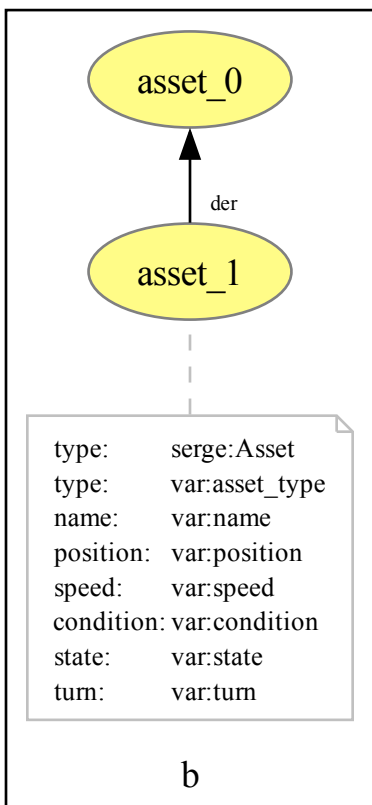 asset_0
der
asset_1
type: serge:Asset
type: var:asset_type
name: var:name
position: var:position
speed: var:speed
condition: var:condition
state: var:state
turn: var:turn
b